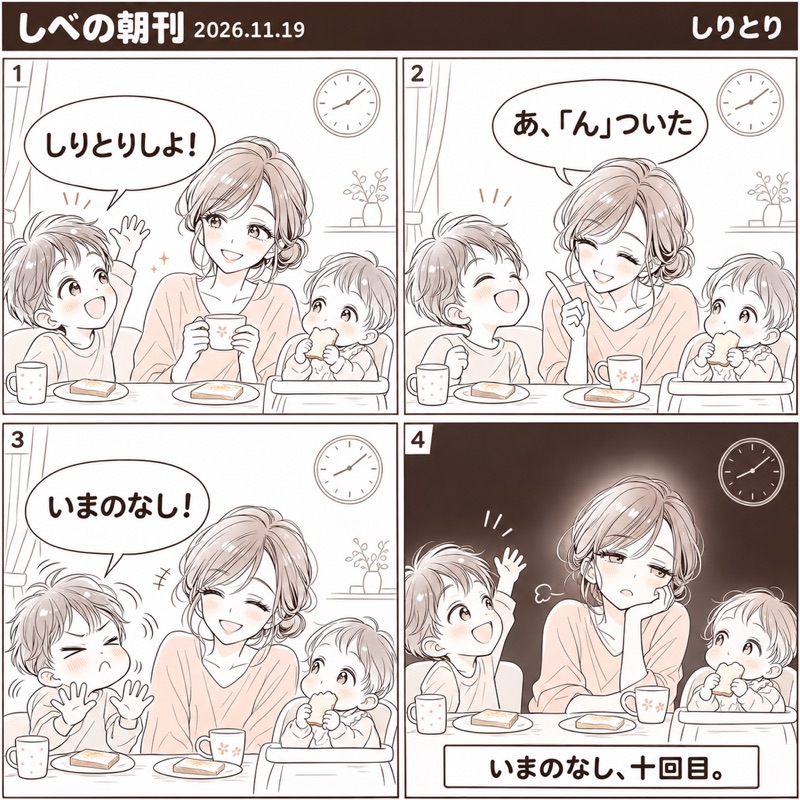 しべの朝刊 2026.11.19 しりとり
1
しりとりしよ!
2
あ、「ん」ついた
3
いまのなし!
4
いまのなし、十回目。